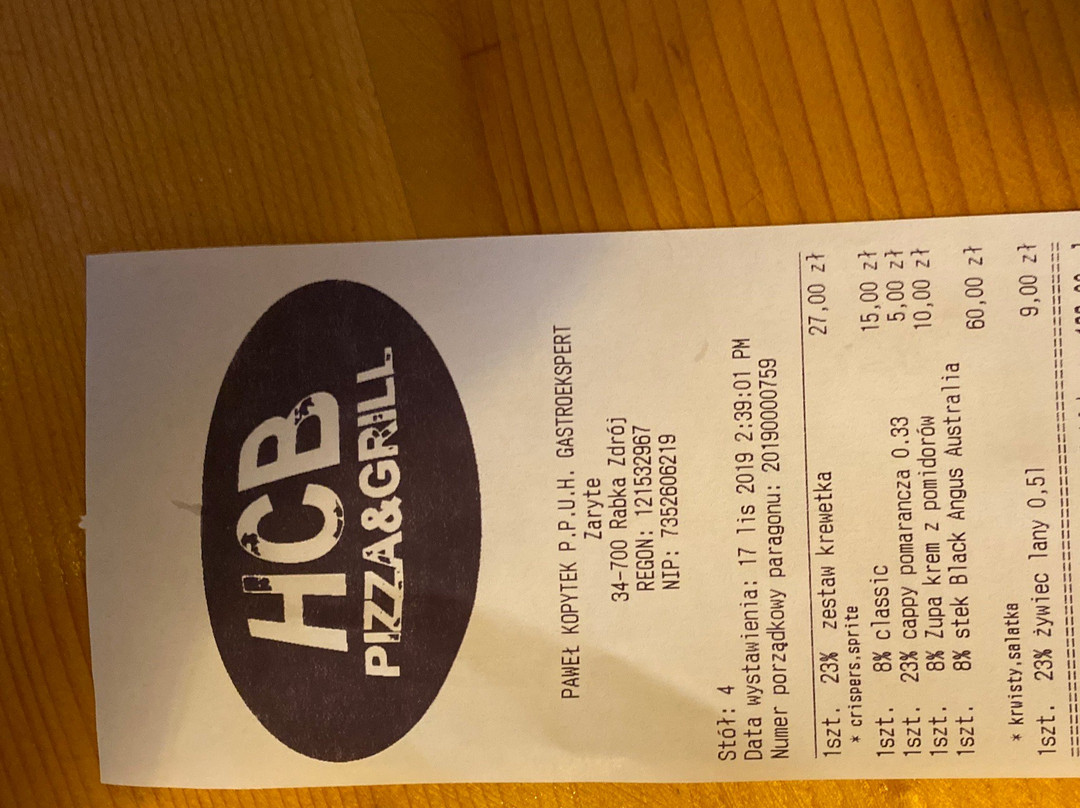 HCB
PIZZA&GRILL
PAWEŁ KOPYTEK P.P.U.H. GASTROEKSPERT
Zaryte
34-700 Rabka Zdrój
REGON: 121532967
NIP: 7352606219
Stół: 4
Data wystawienia: 17 lis 2019 2:39:01 PM
Numer porządkowy paragonu: 20190000759
1szt. 23% zestaw krewetka 27,00 zł
* crispers,sprite
1szt. 8% classic 15,00 zł
1szt. 23% cappy pomarancza 0.33 5,00 zł
1szt. 8% Zupa krem z pomidorów 10,00 zł
1szt. 8% stek Black Angus Australia 60,00 zł
* krwisty,sałatka
1szt. 23% żywiec lany 0,5l 9,00 zł